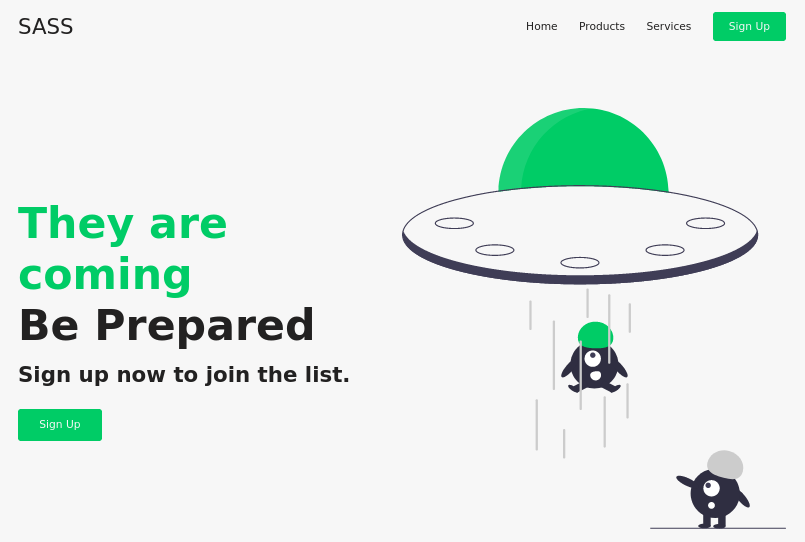 SASS
Home Products Services Sign Up
They are
coming
Be Prepared
Sign up now to join the list.
Sign Up